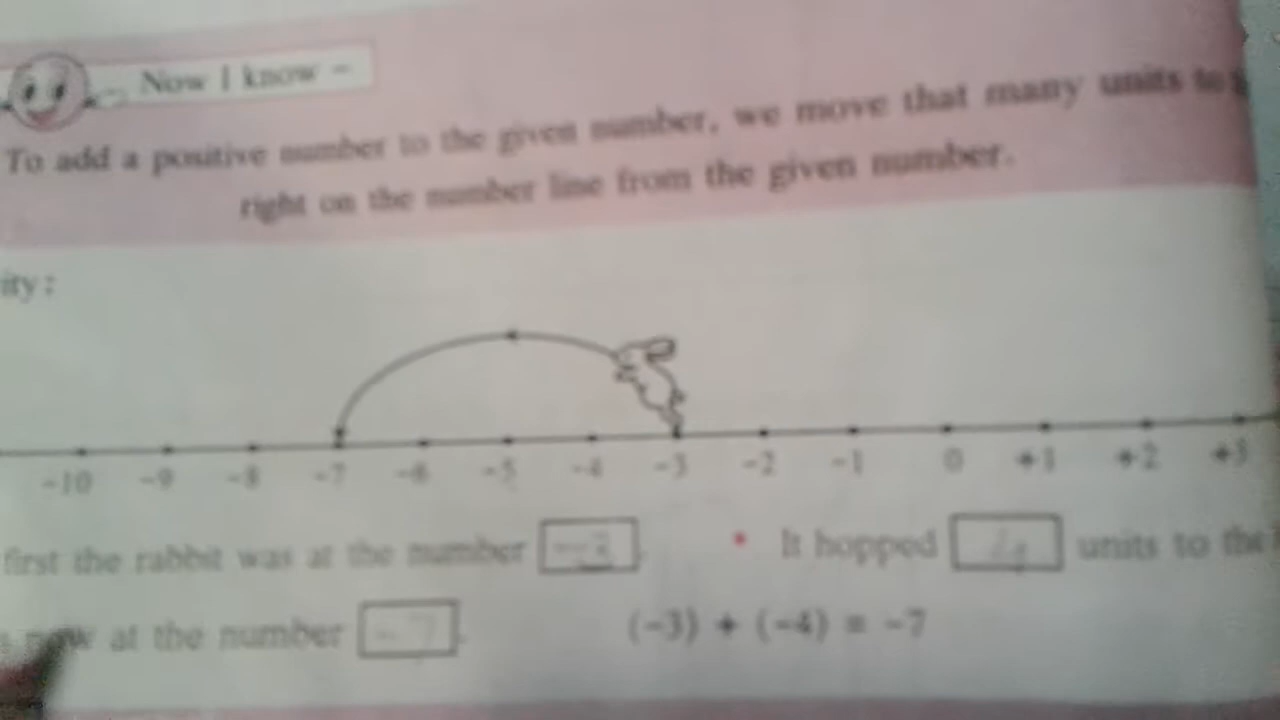 Now I know -
To add a positive number to the given number, we move that many units to
right on the number line from the given number.
ity:
-10 -9 -8 -7 -6 -5 -4 -3 -2 -1 0 +1 +2 +3
first the rabbit was at the number -3. • It hopped 4 units to the
now at the number -7. (-3) + (-4) = -7